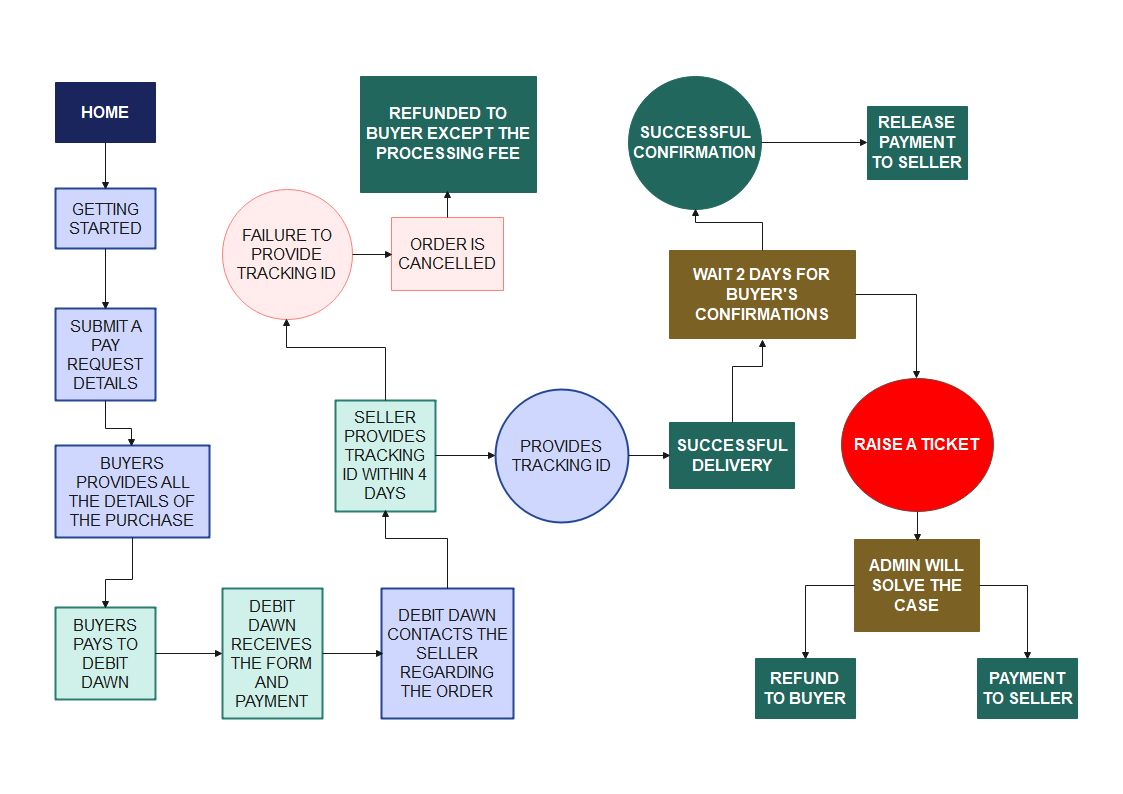 HOME
GETTING
STARTED
SUBMIT A
PAY
REQUEST
DETAILS
BUYERS
PROVIDES ALL
THE DETAILS OF
THE PURCHASE
BUYERS
PAYS TO
DEBIT
DAWN
DEBIT
DAWN
RECEIVES
THE FORM
AND
PAYMENT
DEBIT DAWN
CONTACTS THE
SELLER
REGARDING
THE ORDER
SELLER
PROVIDES
TRACKING
ID WITHIN 4
DAYS
FAILURE TO
PROVIDE
TRACKING ID
ORDER IS
CANCELLED
REFUNDED TO
BUYER EXCEPT THE
PROCESSING FEE
PROVIDES
TRACKING ID
SUCCESSFUL
DELIVERY
WAIT 2 DAYS FOR
BUYER'S
CONFIRMATIONS
SUCCESSFUL
CONFIRMATION
RELEASE
PAYMENT
TO SELLER
RAISE A TICKET
ADMIN WILL
SOLVE THE
CASE
REFUND
TO BUYER
PAYMENT
TO SELLER